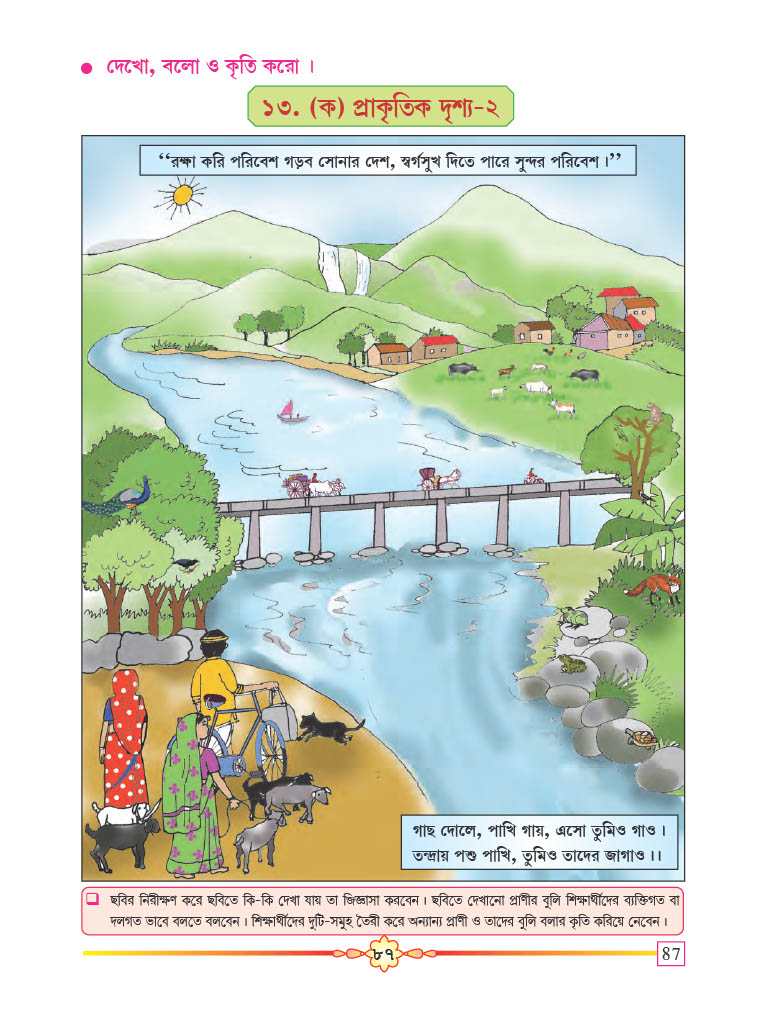 ● দেখো, বলো ও কৃতি করো ।
১৩. (ক) প্রাকৃতিক দৃশ্য-২
‘‘রক্ষা করি পরিবেশ গড়ব সোনার দেশ, স্বর্গসুখ দিতে পারে সুন্দর পরিবেশ।’’
গাছ দোলে, পাখি গায়, এসো তুমিও গাও ।
তন্দ্রায় পশু পাখি, তুমিও তাদের জাগাও ।।
❑ ছবির নিরীক্ষণ করে ছবিতে কি-কি দেখা যায় তা জিজ্ঞাসা করবেন । ছবিতে দেখানো প্রাণীর বুলি শিক্ষার্থীদের ব্যক্তিগত বা
দলগত ভাবে বলতে বলবেন । শিক্ষার্থীদের দুটি-সমুহ তৈরী করে অন্যান্য প্রাণী ও তাদের বুলি বলার কৃতি করিয়ে নেবেন ।
৮৭
87